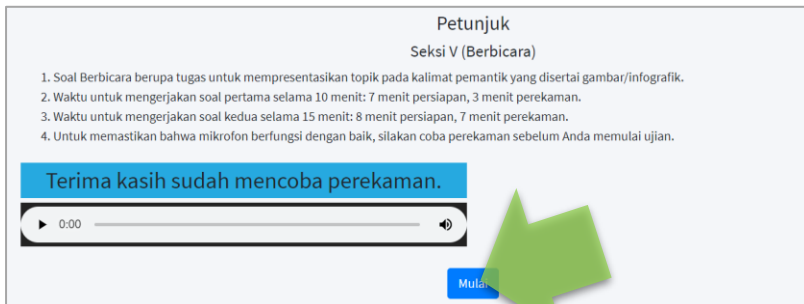 Petunjuk
Seksi V (Berbicara)
1. Soal Berbicara berupa tugas untuk mempresentasikan topik pada kalimat pemantik yang disertai gambar/infografik.
2. Waktu untuk mengerjakan soal pertama selama 10 menit: 7 menit persiapan, 3 menit perekaman.
3. Waktu untuk mengerjakan soal kedua selama 15 menit: 8 menit persiapan, 7 menit perekaman.
4. Untuk memastikan bahwa mikrofon berfungsi dengan baik, silakan coba perekaman sebelum Anda memulai ujian.
Terima kasih sudah mencoba perekaman.
0:00
Mulai